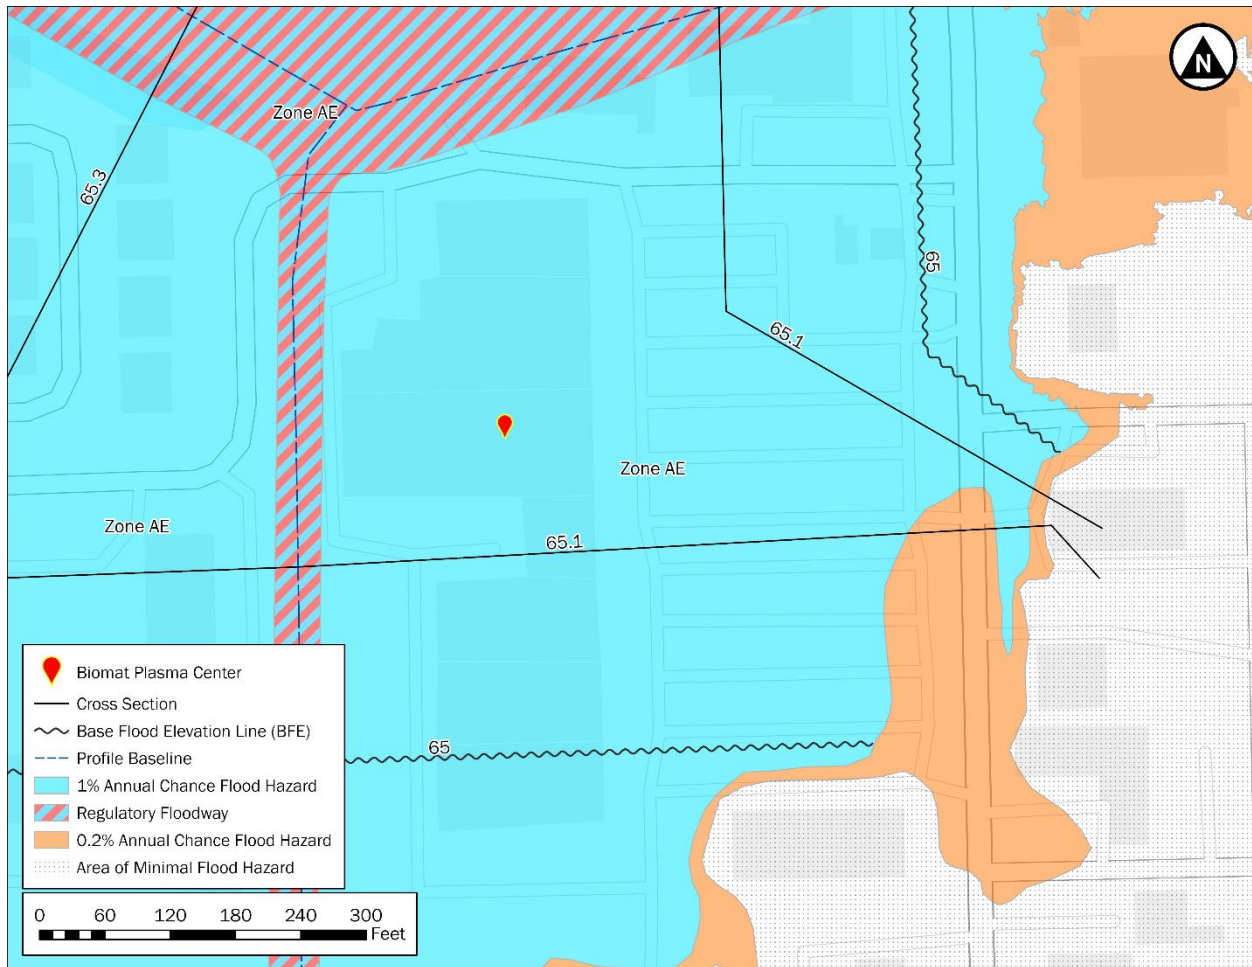 N
Zone AE
65.3
65
65.1
Zone AE
Zone AE
65.1
65
Biomat Plasma Center
Cross Section
Base Flood Elevation Line (BFE)
Profile Baseline
1% Annual Chance Flood Hazard
Regulatory Floodway
0.2% Annual Chance Flood Hazard
Area of Minimal Flood Hazard
0 60 120 180 240 300
Feet